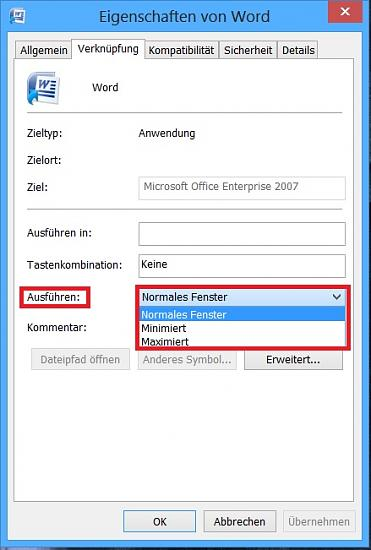 Eigenschaften von Word
Allgemein Verknüpfung Kompatibilität Sicherheit Details
Word
Zieltyp: Anwendung
Zielort:
Ziel: Microsoft Office Enterprise 2007
Ausführen in:
Tastenkombination: Keine
Ausführen: Normales Fenster
Normales Fenster
Minimiert
Maximiert
Kommentar:
Dateipfad öffnen Anderes Symbol... Erweitert...
OK Abbrechen Übernehmen